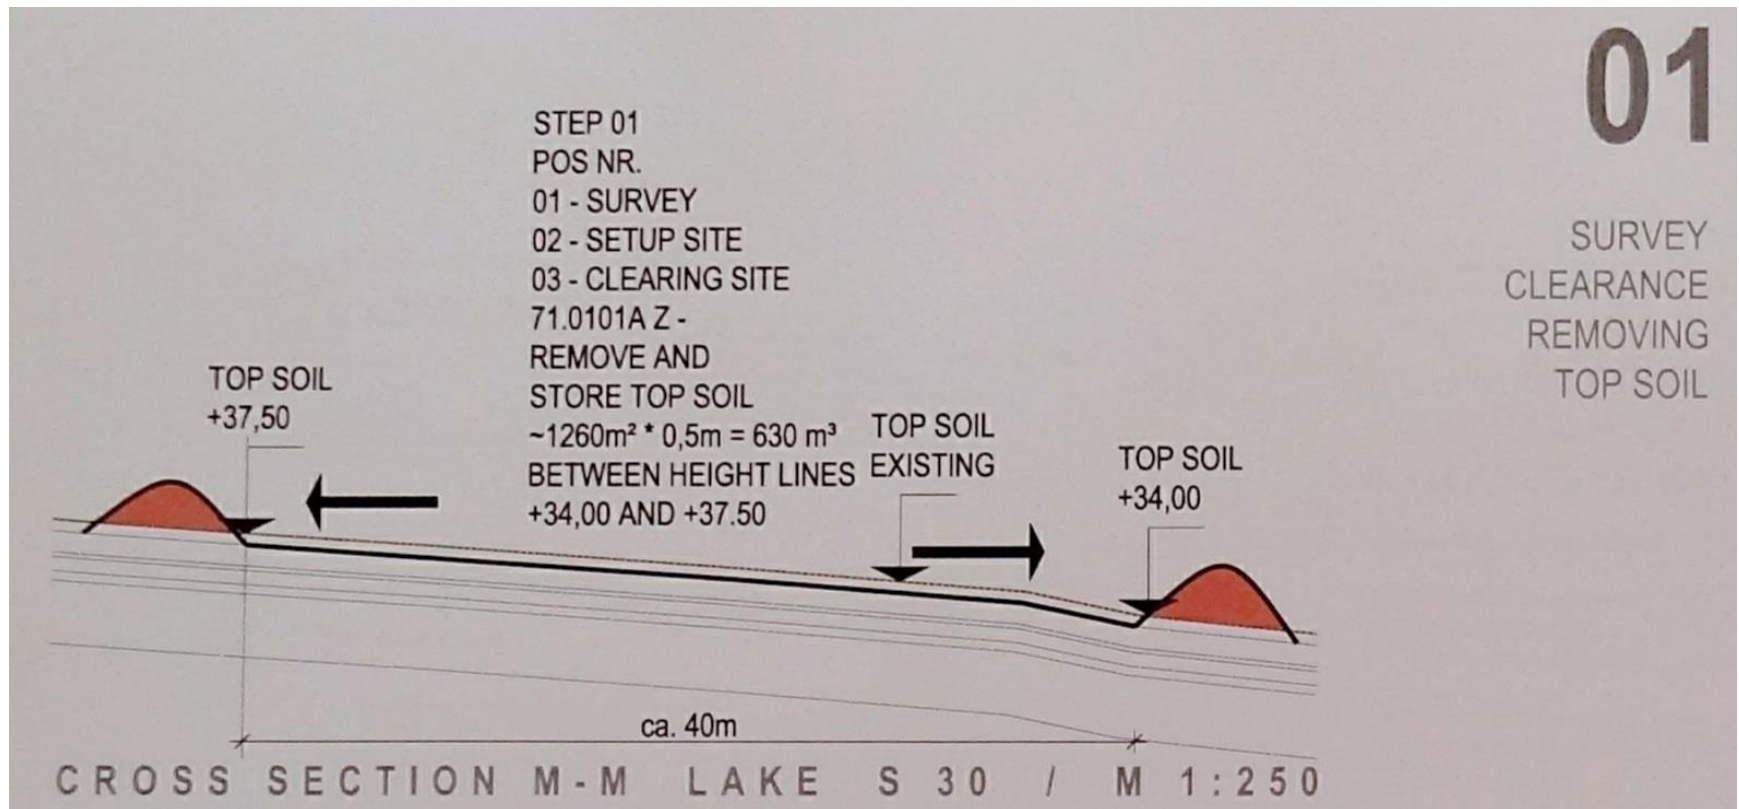 01
SURVEY
CLEARANCE
REMOVING
TOP SOIL
STEP 01
POS NR.
01 - SURVEY
02 - SETUP SITE
03 - CLEARING SITE
71.0101A Z -
REMOVE AND
STORE TOP SOIL
~1260m² * 0,5m = 630 m³
BETWEEN HEIGHT LINES
+34,00 AND +37.50
TOP SOIL
+37,50
TOP SOIL
EXISTING
TOP SOIL
+34,00
ca. 40m
CROSS SECTION M-M LAKE S 30 / M 1:250